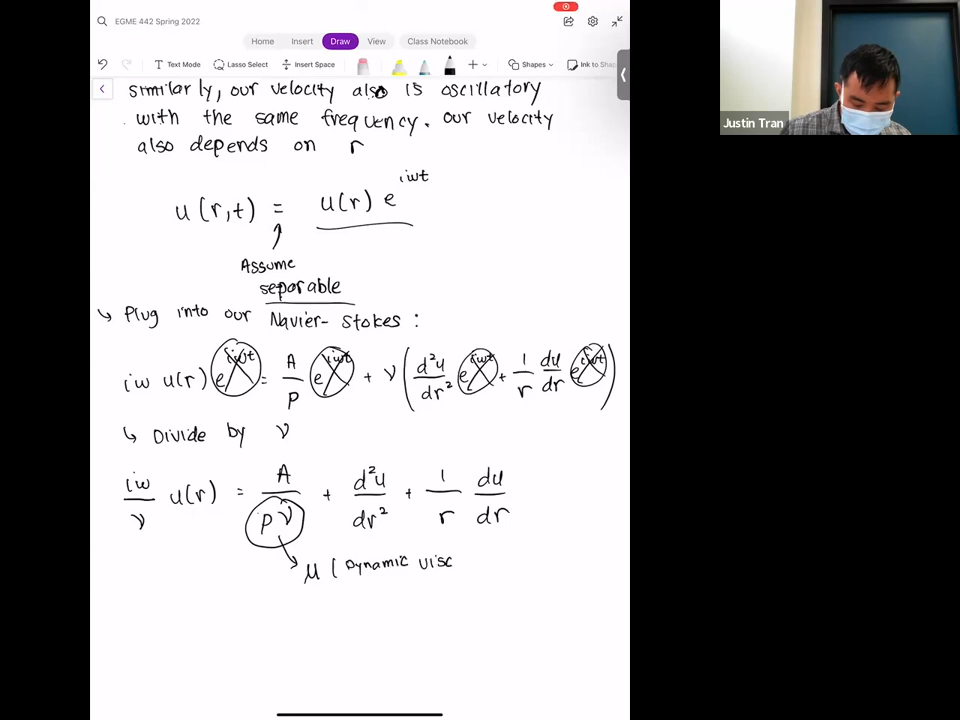 EGME 442 Spring 2022
Home Insert Draw View Class Notebook
Text Mode Lasso Select Insert Space Shapes Ink to Shap
similarly, our velocity also is oscillatory
with the same frequency. our velocity
also depends on r
u(r,t) = u(r) e^{iωt}
Assume
separable
↳ Plug into our Navier-Stokes:
iω u(r) e^{iωt} = A/ρ e^{iωt} + ν (d²u/dr² e^{iωt} + 1/r du/dr e^{iωt})
↳ Divide by ν
iω/ν u(r) = A/ρν + d²u/dr² + 1/r du/dr
μ (Dynamic visc
Justin Tran